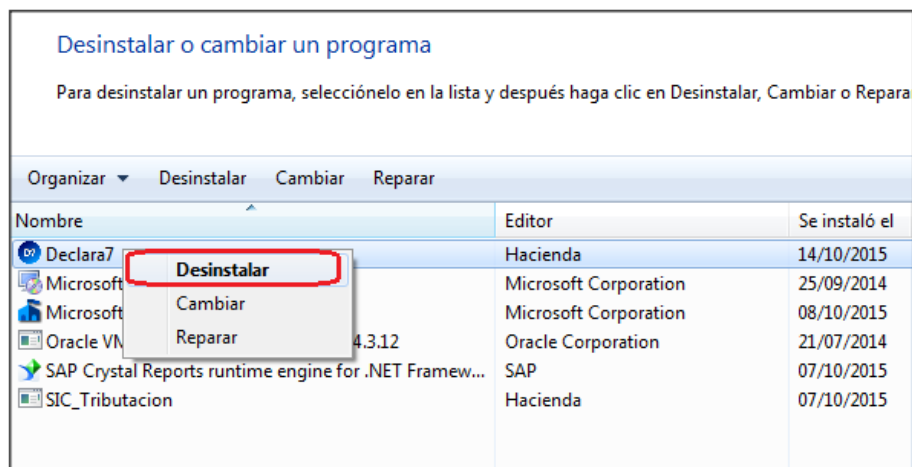 Desinstalar o cambiar un programa
Para desinstalar un programa, selecciónelo en la lista y después haga clic en Desinstalar, Cambiar o Repara
Organizar Desinstalar Cambiar Reparar
Nombre Editor Se instaló el
D7 Declara7 Hacienda 14/10/2015
Desinstalar
Microsoft Microsoft Corporation 25/09/2014
Cambiar
Microsoft Microsoft Corporation 08/10/2015
Reparar
Oracle VM 4.3.12 Oracle Corporation 21/07/2014
SAP Crystal Reports runtime engine for .NET Framew... SAP 07/10/2015
SIC_Tributacion Hacienda 07/10/2015